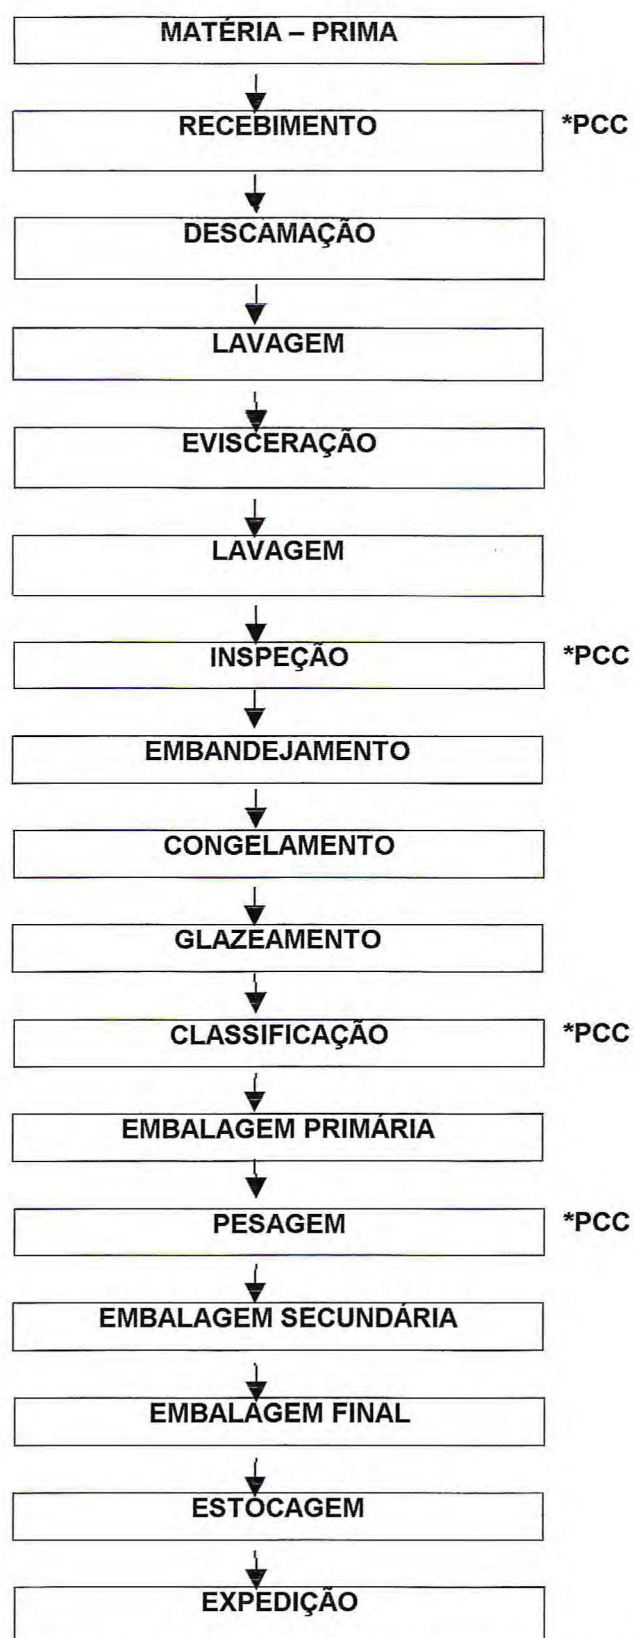 MATÉRIA – PRIMA
RECEBIMENTO *PCC
DESCAMAÇÃO
LAVAGEM
EVISCERAÇÃO
LAVAGEM
INSPEÇÃO *PCC
EMBANDEJAMENTO
CONGELAMENTO
GLAZEAMENTO
CLASSIFICAÇÃO *PCC
EMBALAGEM PRIMÁRIA
PESAGEM *PCC
EMBALAGEM SECUNDÁRIA
EMBALAGEM FINAL
ESTOCAGEM
EXPEDIÇÃO